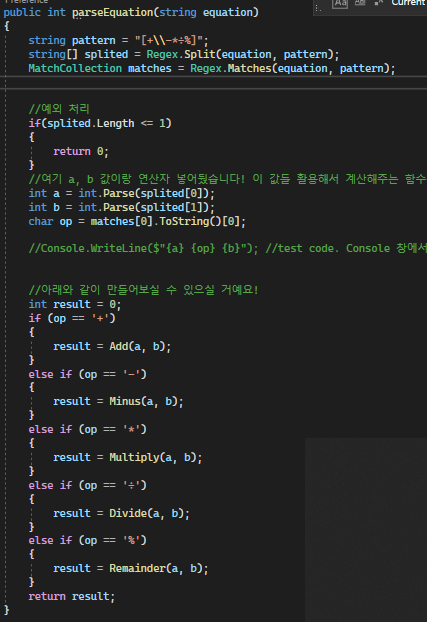 Preference
Aa
Current
public int parseEquation(string equation)
{
string pattern = "[+\\-*÷%]";
string[] splited = Regex.Split(equation, pattern);
MatchCollection matches = Regex.Matches(equation, pattern);
//예외 처리
if(splited.Length <= 1)
{
return 0;
}
//여기 a, b 값이랑 연산자 넣어뒀습니다! 이 값들 활용해서 계산해주는 함수
int a = int.Parse(splited[0]);
int b = int.Parse(splited[1]);
char op = matches[0].ToString()[0];
//Console.WriteLine($"{a} {op} {b}"); //test code. Console 창에서
//아래와 같이 만들어보실 수 있으실 거예요!
int result = 0;
if (op == '+')
{
result = Add(a, b);
}
else if (op == '-')
{
result = Minus(a, b);
}
else if (op == '*')
{
result = Multiply(a, b);
}
else if (op == '÷')
{
result = Divide(a, b);
}
else if (op == '%')
{
result = Remainder(a, b);
}
return result;
}